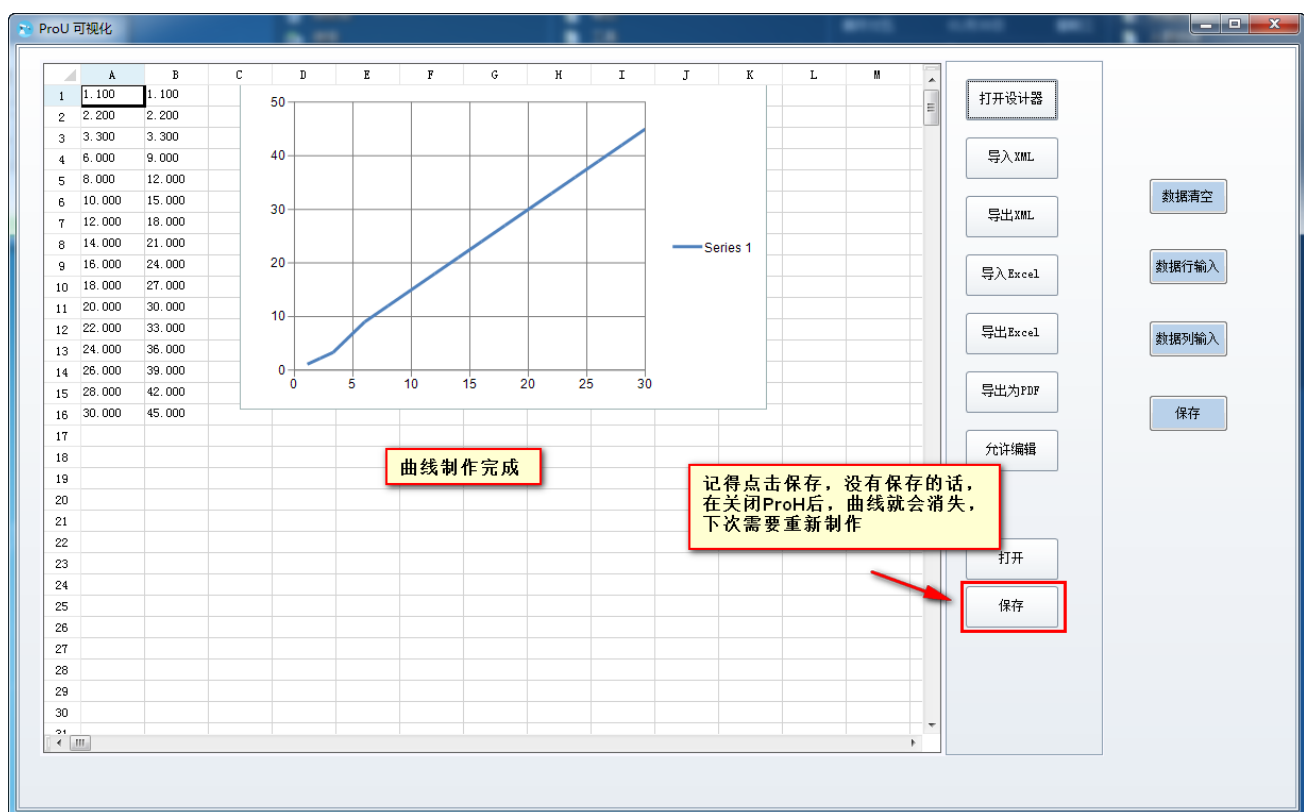 ProU 可视化
A B C D E F G H I J K L M
1 1.100 1.100
2 2.200 2.200
3 3.300 3.300
4 6.000 9.000
5 8.000 12.000
6 10.000 15.000
7 12.000 18.000
8 14.000 21.000
9 16.000 24.000
10 18.000 27.000
11 20.000 30.000
12 22.000 33.000
13 24.000 36.000
14 26.000 39.000
15 28.000 42.000
16 30.000 45.000
17
18
19
20
21
22
23
24
25
26
27
28
29
30
50
40
30
20
10
0
0 5 10 15 20 25 30
Series 1
曲线制作完成
记得点击保存，没有保存的话，
在关闭ProH后，曲线就会消失，
下次需要重新制作
打开设计器
导入XML
导出XML
导入Excel
导出Excel
导出为PDF
允许编辑
打开
保存
数据清空
数据行输入
数据列输入
保存